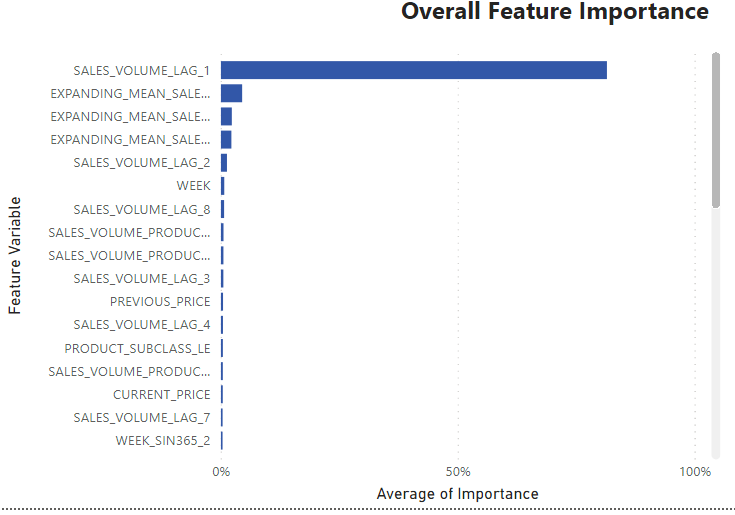 Overall Feature Importance
SALES_VOLUME_LAG_1
EXPANDING_MEAN_SALE...
EXPANDING_MEAN_SALE...
EXPANDING_MEAN_SALE...
SALES_VOLUME_LAG_2
WEEK
SALES_VOLUME_LAG_8
SALES_VOLUME_PRODUC...
SALES_VOLUME_PRODUC...
SALES_VOLUME_LAG_3
PREVIOUS_PRICE
SALES_VOLUME_LAG_4
PRODUCT_SUBCLASS_LE
SALES_VOLUME_PRODUC...
CURRENT_PRICE
SALES_VOLUME_LAG_7
WEEK_SIN365_2
Feature Variable
0% 50% 100%
Average of Importance